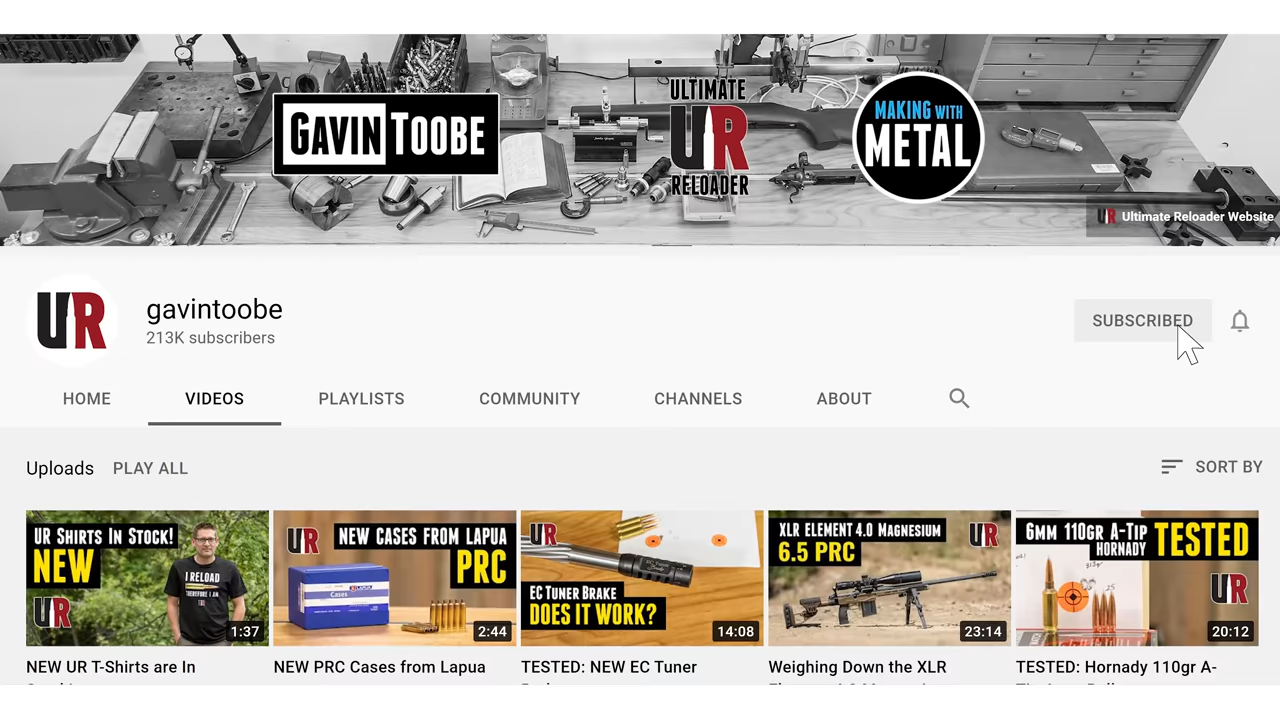 GAVIN TOOBE
ULTIMATE
UR
RELOADER
MAKING WITH
METAL
UR Ultimate Reloader Website
UR
gavintoobe
213K subscribers
SUBSCRIBED
HOME
VIDEOS
PLAYLISTS
COMMUNITY
CHANNELS
ABOUT
Uploads
PLAY ALL
SORT BY
UR SHIRTS IN STOCK!
NEW
I RELOAD
THEREFORE I AM
UR
1:37
NEW UR T-Shirts are In
UR
NEW CASES FROM LAPUA
PRC
Cases
2:44
NEW PRC Cases from Lapua
UR
EC TUNER BRAKE
DOES IT WORK?
14:08
TESTED: NEW EC Tuner
XLR ELEMENT 4.0 MAGNESIUM
6.5 PRC
UR
23:14
Weighing Down the XLR
6MM 110GR A-TIP
HORNADY
TESTED
UR
20:12
TESTED: Hornady 110gr A-